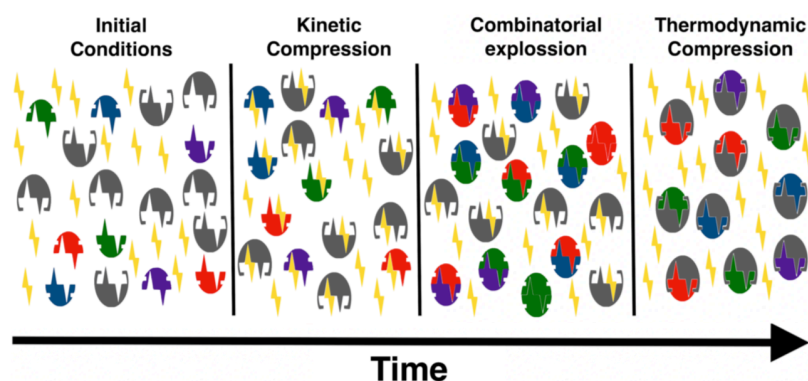 Initial
Conditions
Kinetic
Compression
Combinatorial
explossion
Thermodynamic
Compression
Time